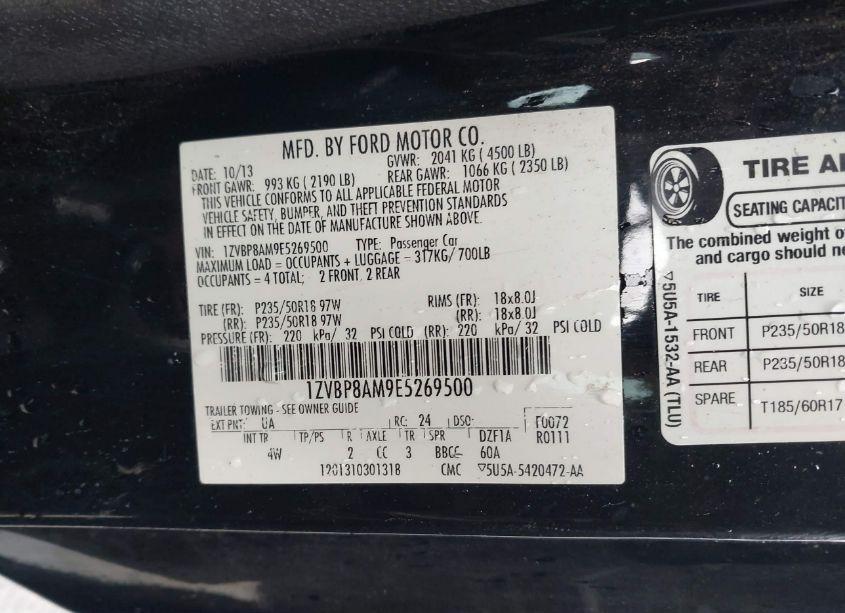 MFD. BY FORD MOTOR CO.
DATE: 10/13 GVWR: 2041 KG ( 4500 LB)
FRONT GAWR: 993 KG ( 2190 LB) REAR GAWR: 1066 KG ( 2350 LB)
THIS VEHICLE CONFORMS TO ALL APPLICABLE FEDERAL MOTOR
VEHICLE SAFETY, BUMPER, AND THEFT PREVENTION STANDARDS
IN EFFECT ON THE DATE OF MANUFACTURE SHOWN ABOVE.
VIN: 1ZVBP8AM9E5269500 TYPE: Passenger Car
MAXIMUM LOAD = OCCUPANTS + LUGGAGE = 317KG/ 700LB
OCCUPANTS = 4 TOTAL; 2 FRONT, 2 REAR
TIRE (FR): P235/50R18 97W RIMS (FR): 18x8.0J
(RR): P235/50R18 97W (RR): 18x8.0J
PRESSURE (FR): 220 kPa/ 32 PSI COLD (RR): 220 kPa/ 32 PSI COLD
1ZVBP8AM9E5269500
TRAILER TOWING - SEE OWNER GUIDE
EXT PNT: UA RC: 24 DSO: F0072
INT TR TP/PS R AXLE TR SPR DZF1A R0111
4W 2 CC 3 60A
1201310301318 CMC ▽5U5A-5420472-AA
TIRE A
SEATING CAPACIT
The combined weight of
and cargo should ne
TIRE SIZE
FRONT P235/50R18
REAR P235/50R18
SPARE T185/60R17
▽5U5A-1532-AA (TLU)